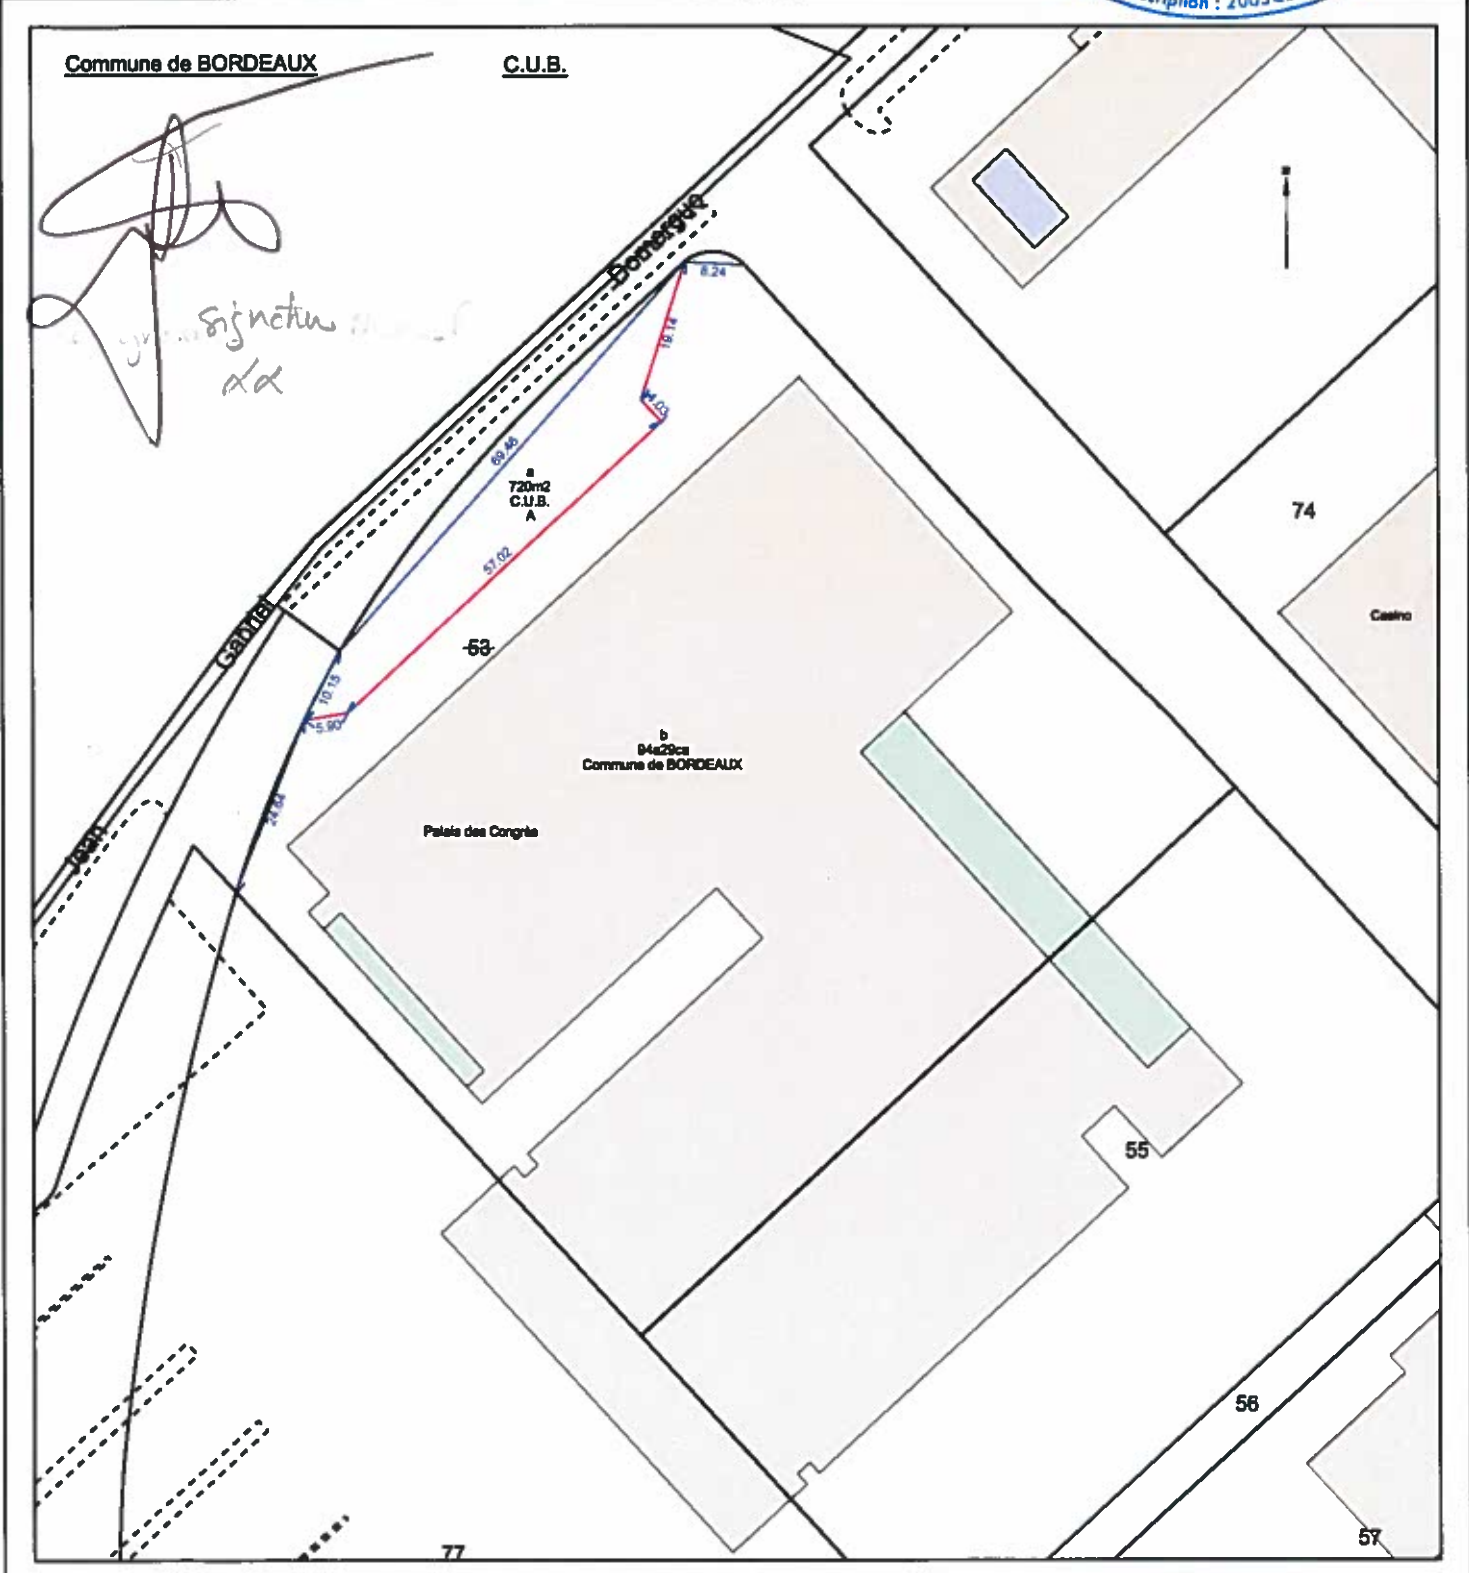 Commune de BORDEAUX
C.U.B.
signature
Domergue
8.24
19.14
4.03
69.46
a
720m2
C.U.B.
A
57.02
74
Casino
Gabriel
53
10.15
5.90
b
94a29ca
Commune de BORDEAUX
24.64
Palais des Congrès
Jean
55
56
57
77